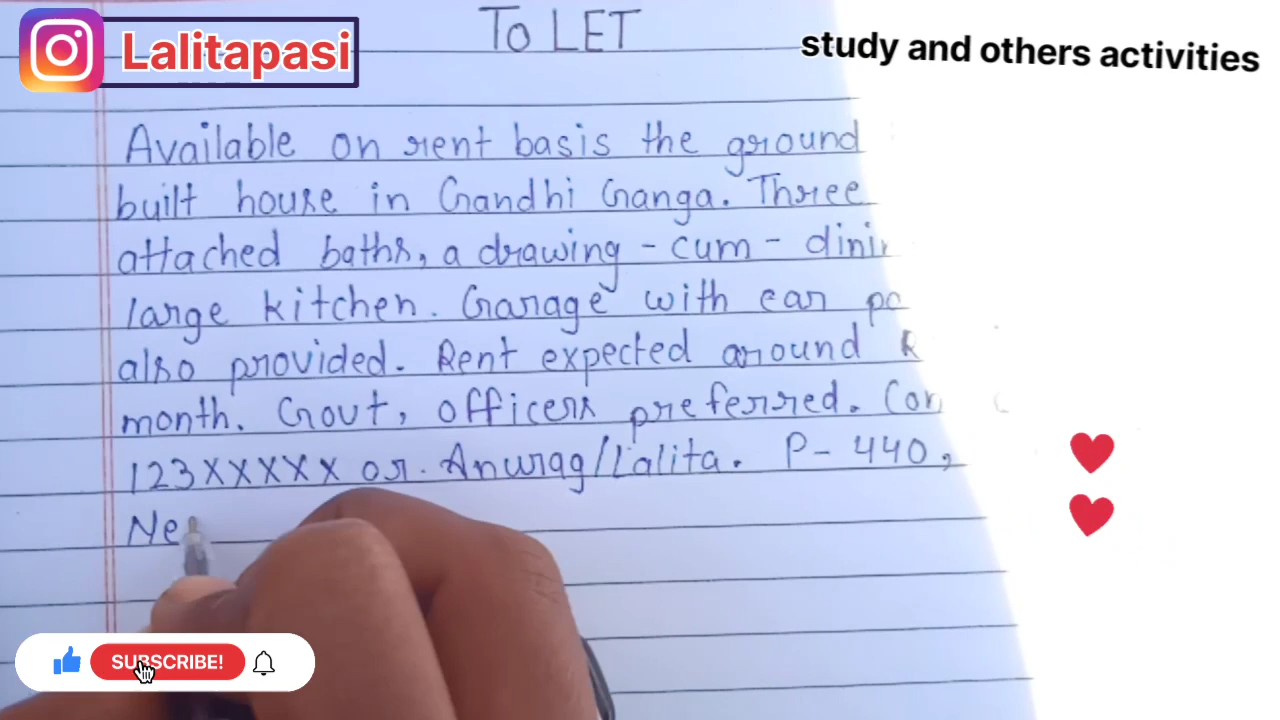 Lalitapasi
To LET
study and others activities
Available on rent basis the ground
built house in Gandhi Ganga. Three
attached baths, a drawing - cum - dinin
large kitchen. Garage with car po
also provided. Rent expected around R
month. Govt, officers preferred. Con
123XXXXX or. Anurag/Lalita. P- 440,
Ne
SUBSCRIBE!